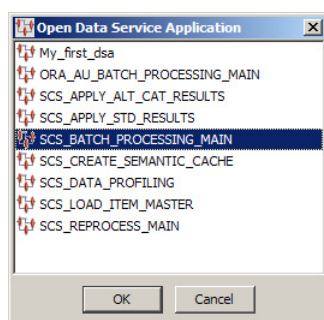 Open Data Service Application
My_first_dsa
ORA_AU_BATCH_PROCESSING_MAIN
SCS_APPLY_ALT_CAT_RESULTS
SCS_APPLY_STD_RESULTS
SCS_BATCH_PROCESSING_MAIN
SCS_CREATE_SEMANTIC_CACHE
SCS_DATA_PROFILING
SCS_LOAD_ITEM_MASTER
SCS_REPROCESS_MAIN
OK Cancel